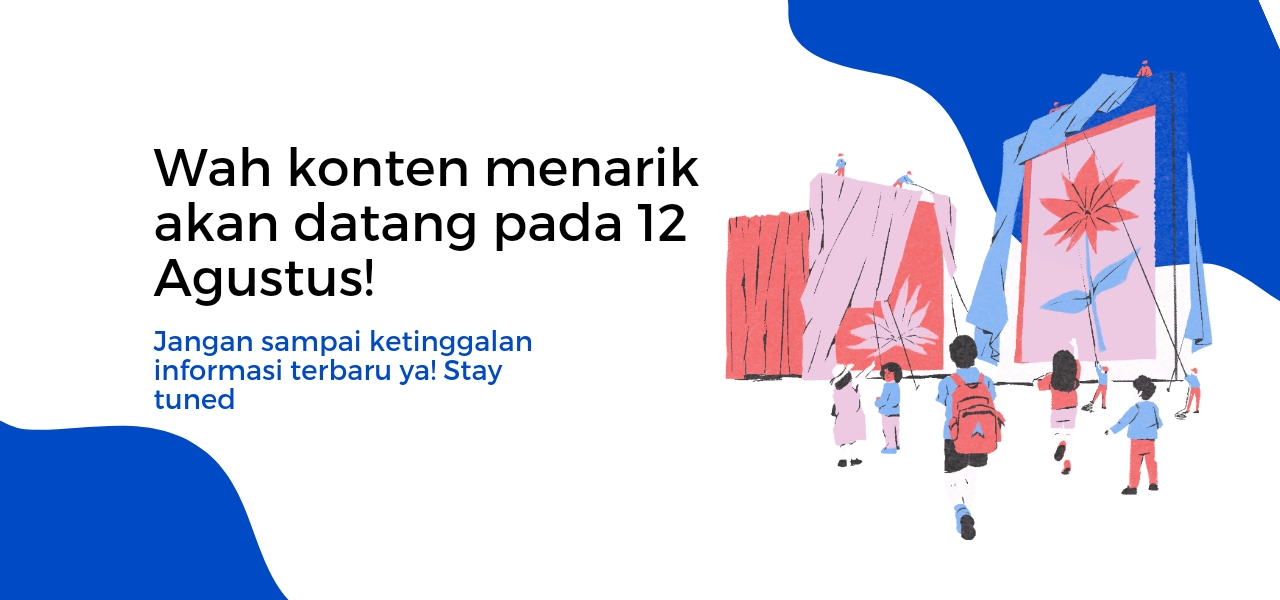 Wah konten menarik
akan datang pada 12
Agustus!
Jangan sampai ketinggalan
informasi terbaru ya! Stay
tuned